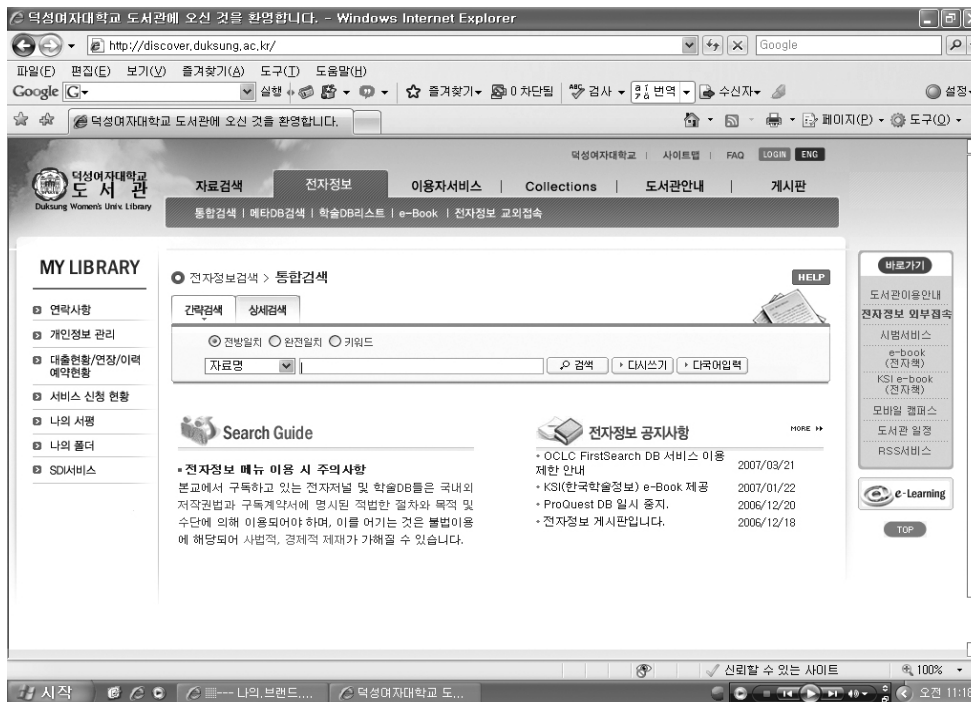 덕성여자대학교 도서관에 오신 것을 환영합니다. - Windows Internet Explorer
http://discover.duksung.ac.kr/
Google
파일(F) 편집(E) 보기(V) 즐겨찾기(A) 도구(T) 도움말(H)
Google G 실행 즐겨찾기 0 차단됨 검사 번역 수신자 설정
덕성여자대학교 도서관에 오신 것을 환영합니다. 페이지(P) 도구(O)
덕성여자대학교 | 사이트맵 | FAQ LOGIN ENG
덕성여자대학교
도서관
Duksung Women's Univ. Library
자료검색 전자정보 이용자서비스 | Collections | 도서관안내 | 게시판
통합검색 | 메타DB검색 | 학술DB리스트 | e-Book | 전자정보 교외접속
MY LIBRARY
연락사항
개인정보 관리
대출현황/연장/이력
예약현황
서비스 신청 현황
나의 서평
나의 폴더
SDI서비스
전자정보검색 > 통합검색 HELP
간략검색 상세검색
전방일치 완전일치 키워드
자료명 검색 다시쓰기 다국어입력
Search Guide
전자정보 메뉴 이용 시 주의사항
본교에서 구독하고 있는 전자저널 및 학술DB들은 국내외
저작권법과 구독계약서에 명시된 적법한 절차와 목적 및
수단에 의해 이용되어야 하며, 이를 어기는 것은 불법이용
에 해당되어 사법적, 경제적 제재가 가해질 수 있습니다.
전자정보 공지사항 MORE
OCLC FirstSearch DB 서비스 이용
제한 안내 2007/03/21
KSI(한국학술정보) e-Book 제공 2007/01/22
ProQuest DB 일시 중지. 2006/12/20
전자정보 게시판입니다. 2006/12/18
바로가기
도서관이용안내
전자정보 외부접속
시범서비스
e-book
(전자책)
KSI e-book
(전자책)
모바일 캠퍼스
도서관 일정
RSS서비스
e-Learning
TOP
신뢰할 수 있는 사이트 100%
시작 나의,브랜드,... 덕성여자대학교 도... 오전 11:18